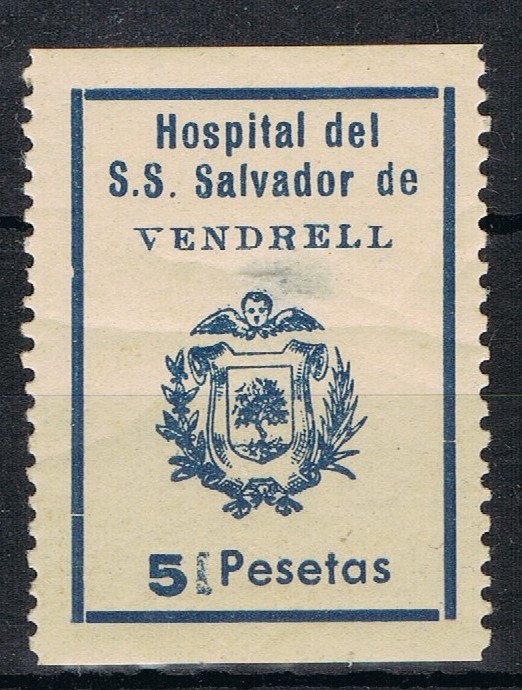 Hospital del
S.S. Salvador de
VENDRELL
5 Pesetas